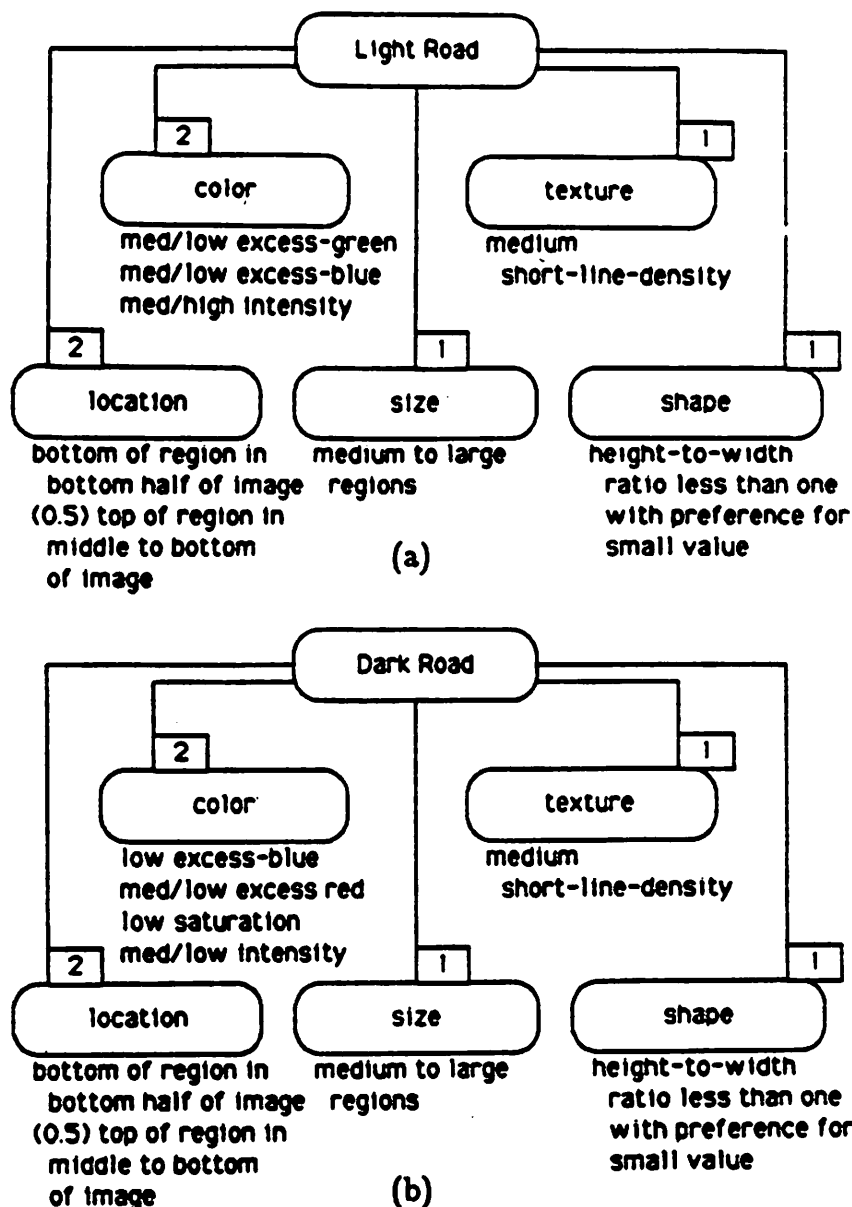 Light Road
2
color
med/low excess-green
med/low excess-blue
med/high intensity
1
texture
medium
short-line-density
2
location
bottom of region in
bottom half of image
(0.5) top of region in
middle to bottom
of image
1
size
medium to large
regions
1
shape
height-to-width
ratio less than one
with preference for
small value
(a)
Dark Road
2
color
low excess-blue
med/low excess red
low saturation
med/low intensity
1
texture
medium
short-line-density
2
location
bottom of region in
bottom half of image
(0.5) top of region in
middle to bottom
of image
1
size
medium to large
regions
1
shape
height-to-width
ratio less than one
with preference for
small value
(b)